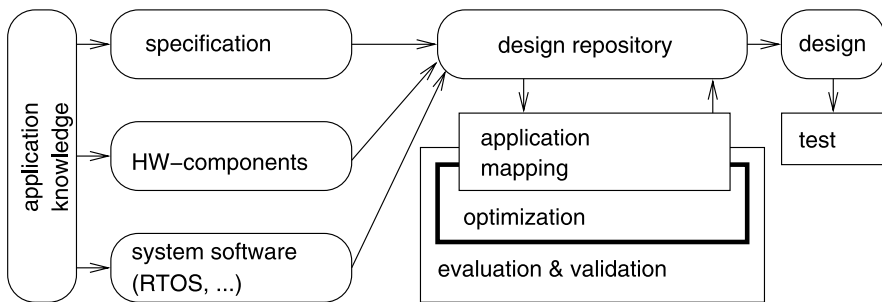 application
knowledge
specification
HW−components
system software
(RTOS, ...)
design repository
design
application
mapping
test
optimization
evaluation & validation